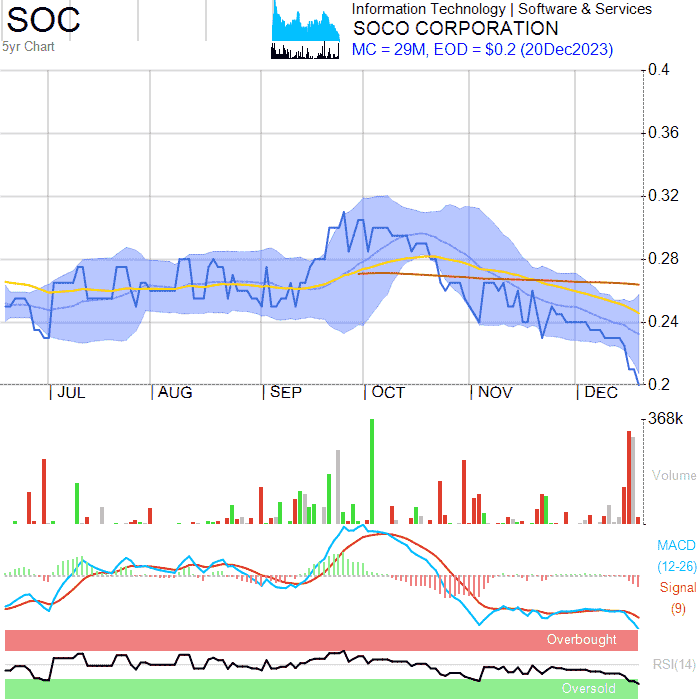 SOC
5yr Chart
Information Technology | Software & Services
SOCO CORPORATION
MC = 29M, EOD = $0.2 (20Dec2023)
0.4
0.36
0.32
0.28
0.24
0.2
| JUL | AUG | SEP | OCT | NOV | DEC
368k
Volume
MACD
(12-26)
Signal
(9)
Overbought
RSI(14)
Oversold